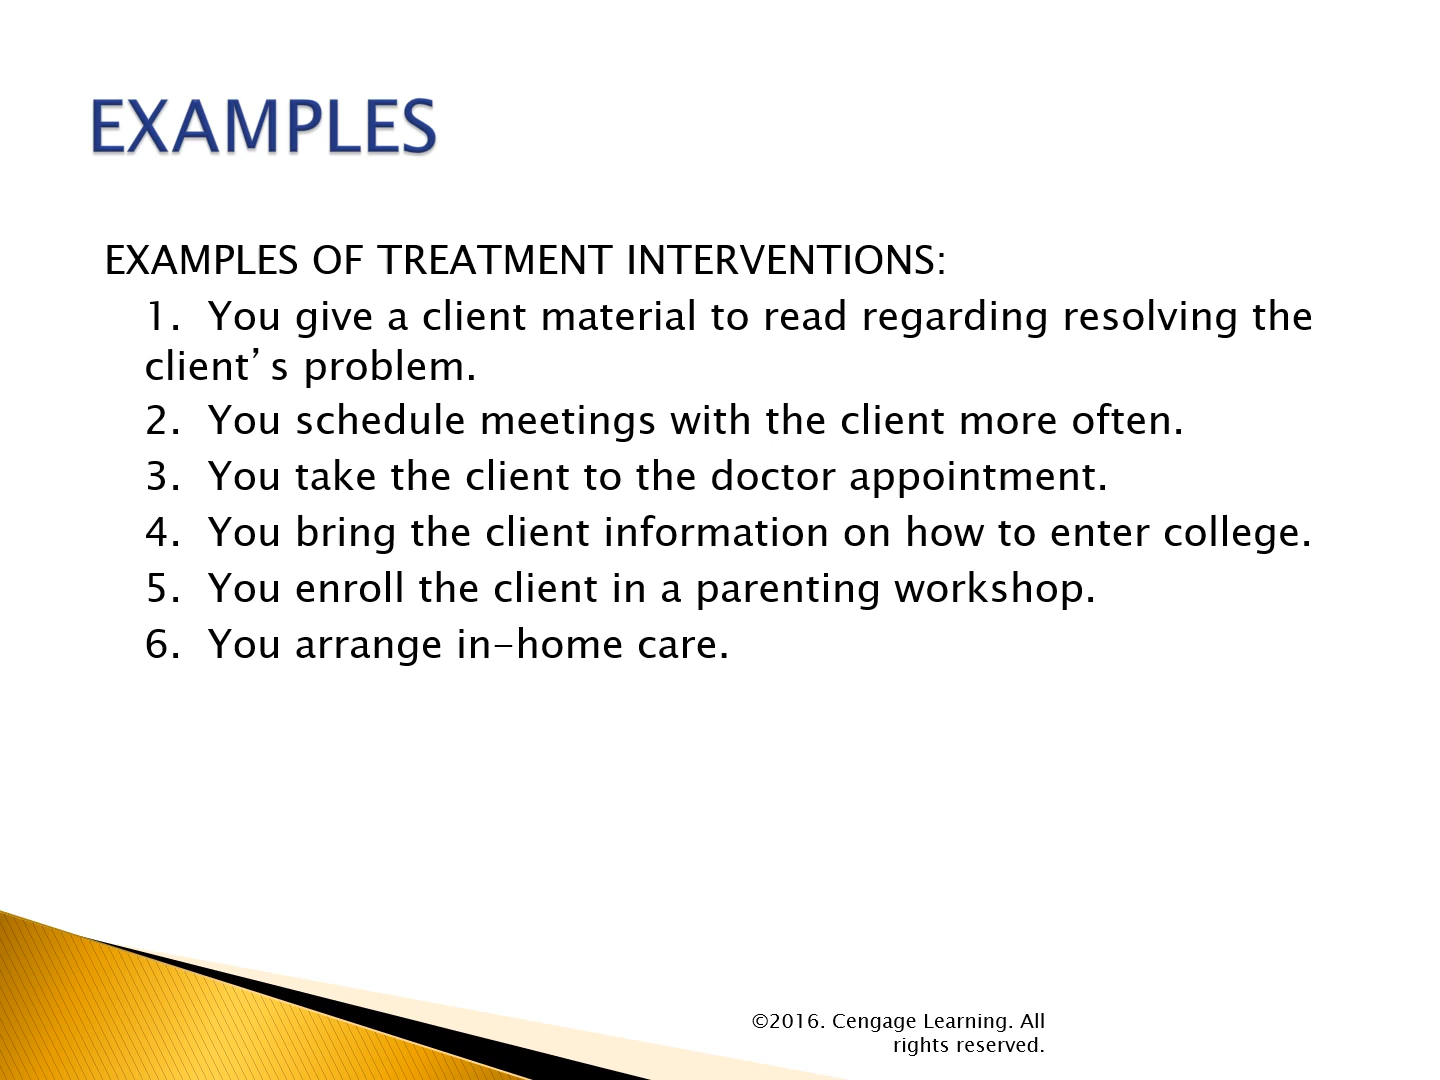 EXAMPLES
EXAMPLES OF TREATMENT INTERVENTIONS:
1. You give a client material to read regarding resolving the
client’s problem.
2. You schedule meetings with the client more often.
3. You take the client to the doctor appointment.
4. You bring the client information on how to enter college.
5. You enroll the client in a parenting workshop.
6. You arrange in-home care.
©2016. Cengage Learning. All
rights reserved.